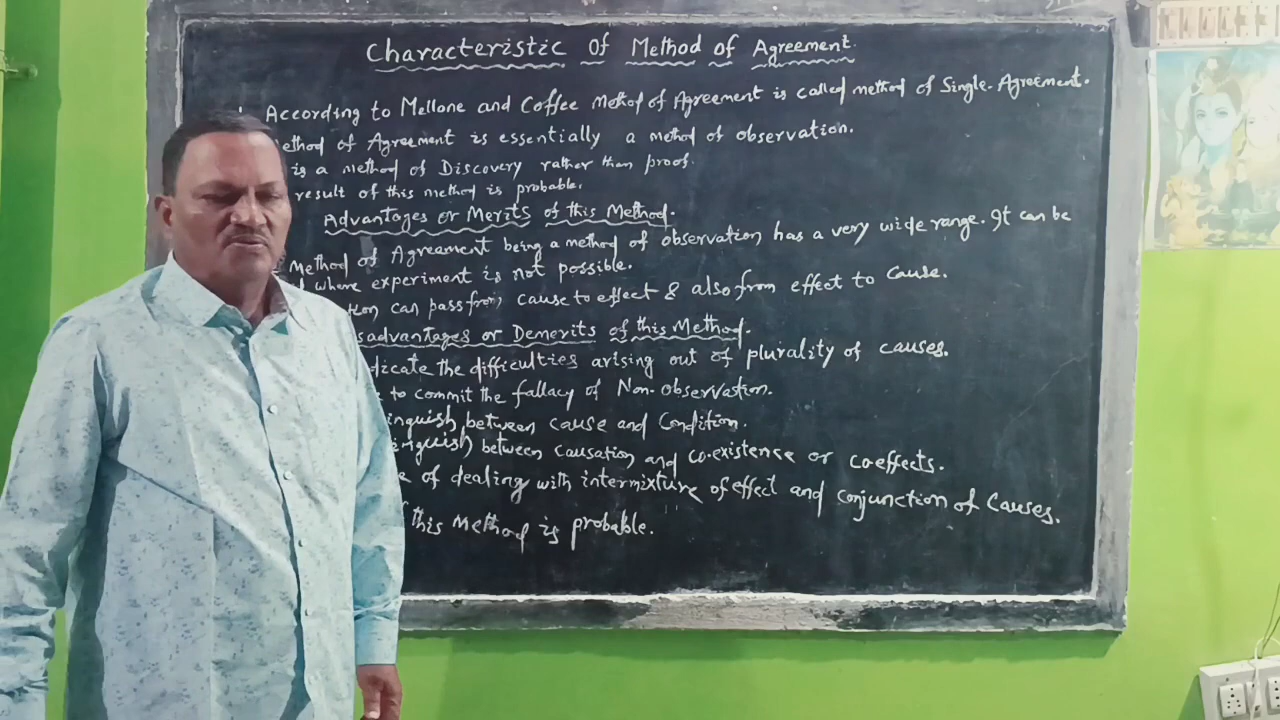 Characteristic Of Method of Agreement.
According to Mellone and Coffee Method of Agreement is called method of Single-Agreement.
ethod of Agreement is essentially a method of observation.
is a method of Discovery rather than proof.
result of this method is probable.
Advantages or Merits of this Method.
Method of Agreement being a method of observation has a very wide range. It can be
where experiment is not possible.
can pass from cause to effect & also from effect to cause.
sadvantages or Demerits of this Method.
dicate the difficulties arising out of plurality of causes.
to commit the fallacy of Non-observation.
inguish between cause and Condition.
inguish between causation and co-existence or co-effects.
of dealing with intermixture of effect and conjunction of Causes.
this Method is probable.